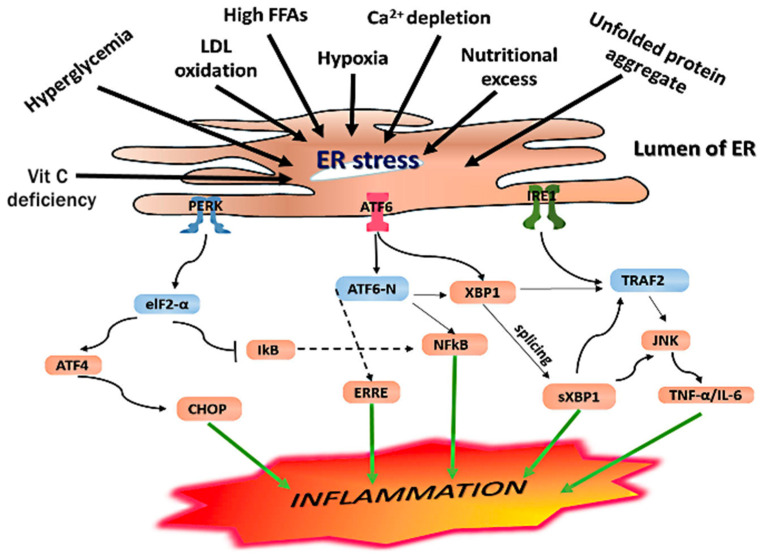 High FFAs
Ca2+ depletion
LDL
oxidation
Hypoxia
Nutritional
excess
Unfolded protein
aggregate
Hyperglycemia
ER stress
Lumen of ER
Vit C
deficiency
PERK
ATF6
IRE1
eIF2-α
ATF6-N
XBP1
TRAF2
splicing
ATF4
IkB
NFkB
JNK
CHOP
ERRE
sXBP1
TNF-α/IL-6
INFLAMMATION